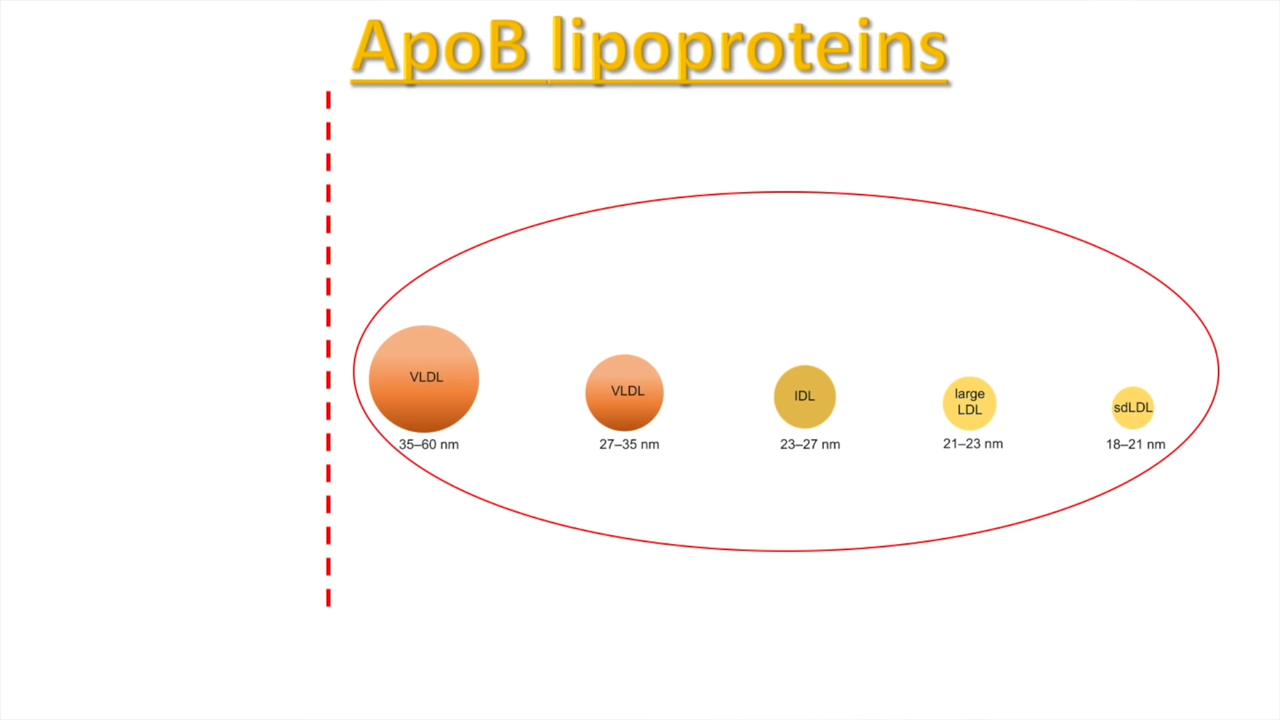 ApoB lipoproteins
VLDL
35–60 nm
VLDL
27–35 nm
IDL
23–27 nm
large
LDL
21–23 nm
sdLDL
18–21 nm